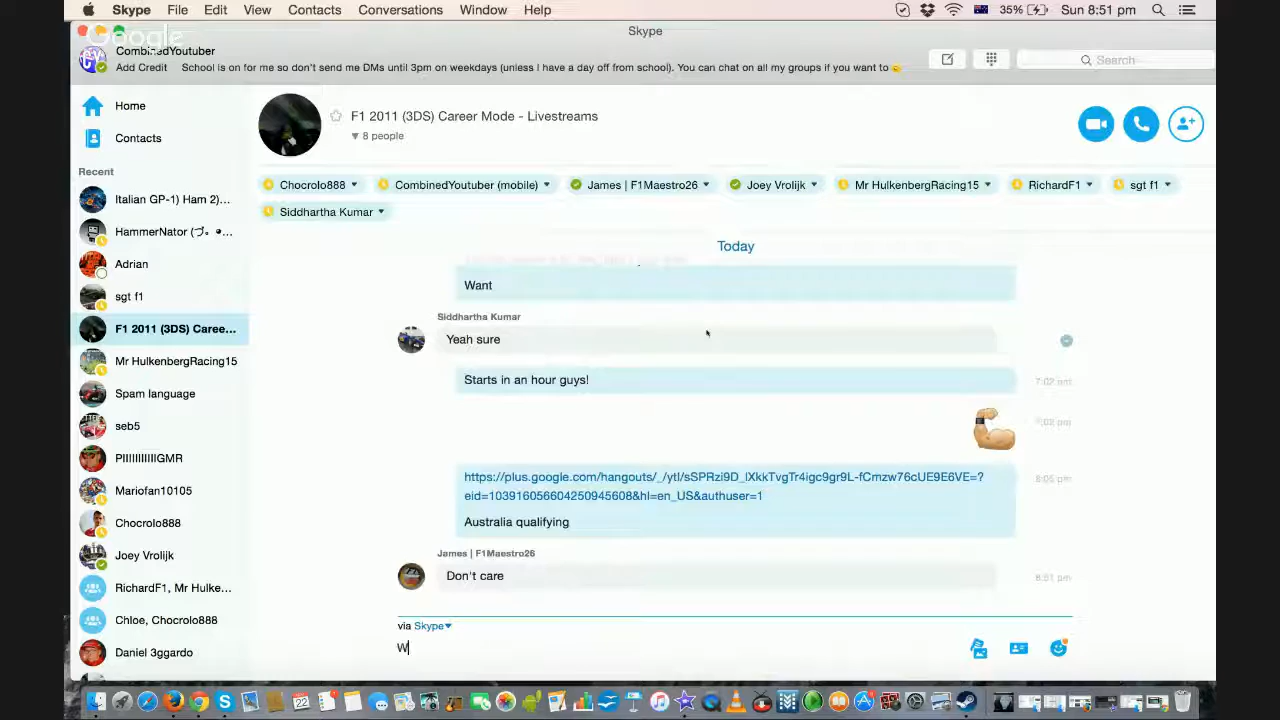 Skype File Edit View Contacts Conversations Window Help 35% Sun 8:51 pm
Google
Skype
CombinedYoutuber
Add Credit School is on for me so don't send me DMs until 3pm on weekdays (unless I have a day off from school). You can chat on all my groups if you want to
Search
Home
Contacts
Recent
Italian GP-1) Ham 2)...
HammerNator (づ｡ ◕...
Adrian
sgt f1
F1 2011 (3DS) Caree...
Mr HulkenbergRacing15
Spam language
seb5
Mariofan10105
Chocrolo888
Joey Vrolijk
RichardF1, Mr Hulke...
Chloe, Chocrolo888
Daniel 3ggardo
F1 2011 (3DS) Career Mode - Livestreams
8 people
Chocrolo888 CombinedYoutuber (mobile) James | F1Maestro26 Joey Vrolijk Mr HulkenbergRacing15 RichardF1 sgt f1
Siddhartha Kumar
Today
Want
Siddhartha Kumar
Yeah sure
Starts in an hour guys! 7:02 pm
7:02 pm
https://plus.google.com/hangouts/_/ytl/sSPRzi9D_lXkkTvgTr4igc9gr9L-fCmzw76cUE9E6VE=? 8:05 pm
eid=103916056604250945608&hl=en_US&authuser=1
Australia qualifying
James | F1Maestro26
Don't care 8:51 pm
via Skype
W
22